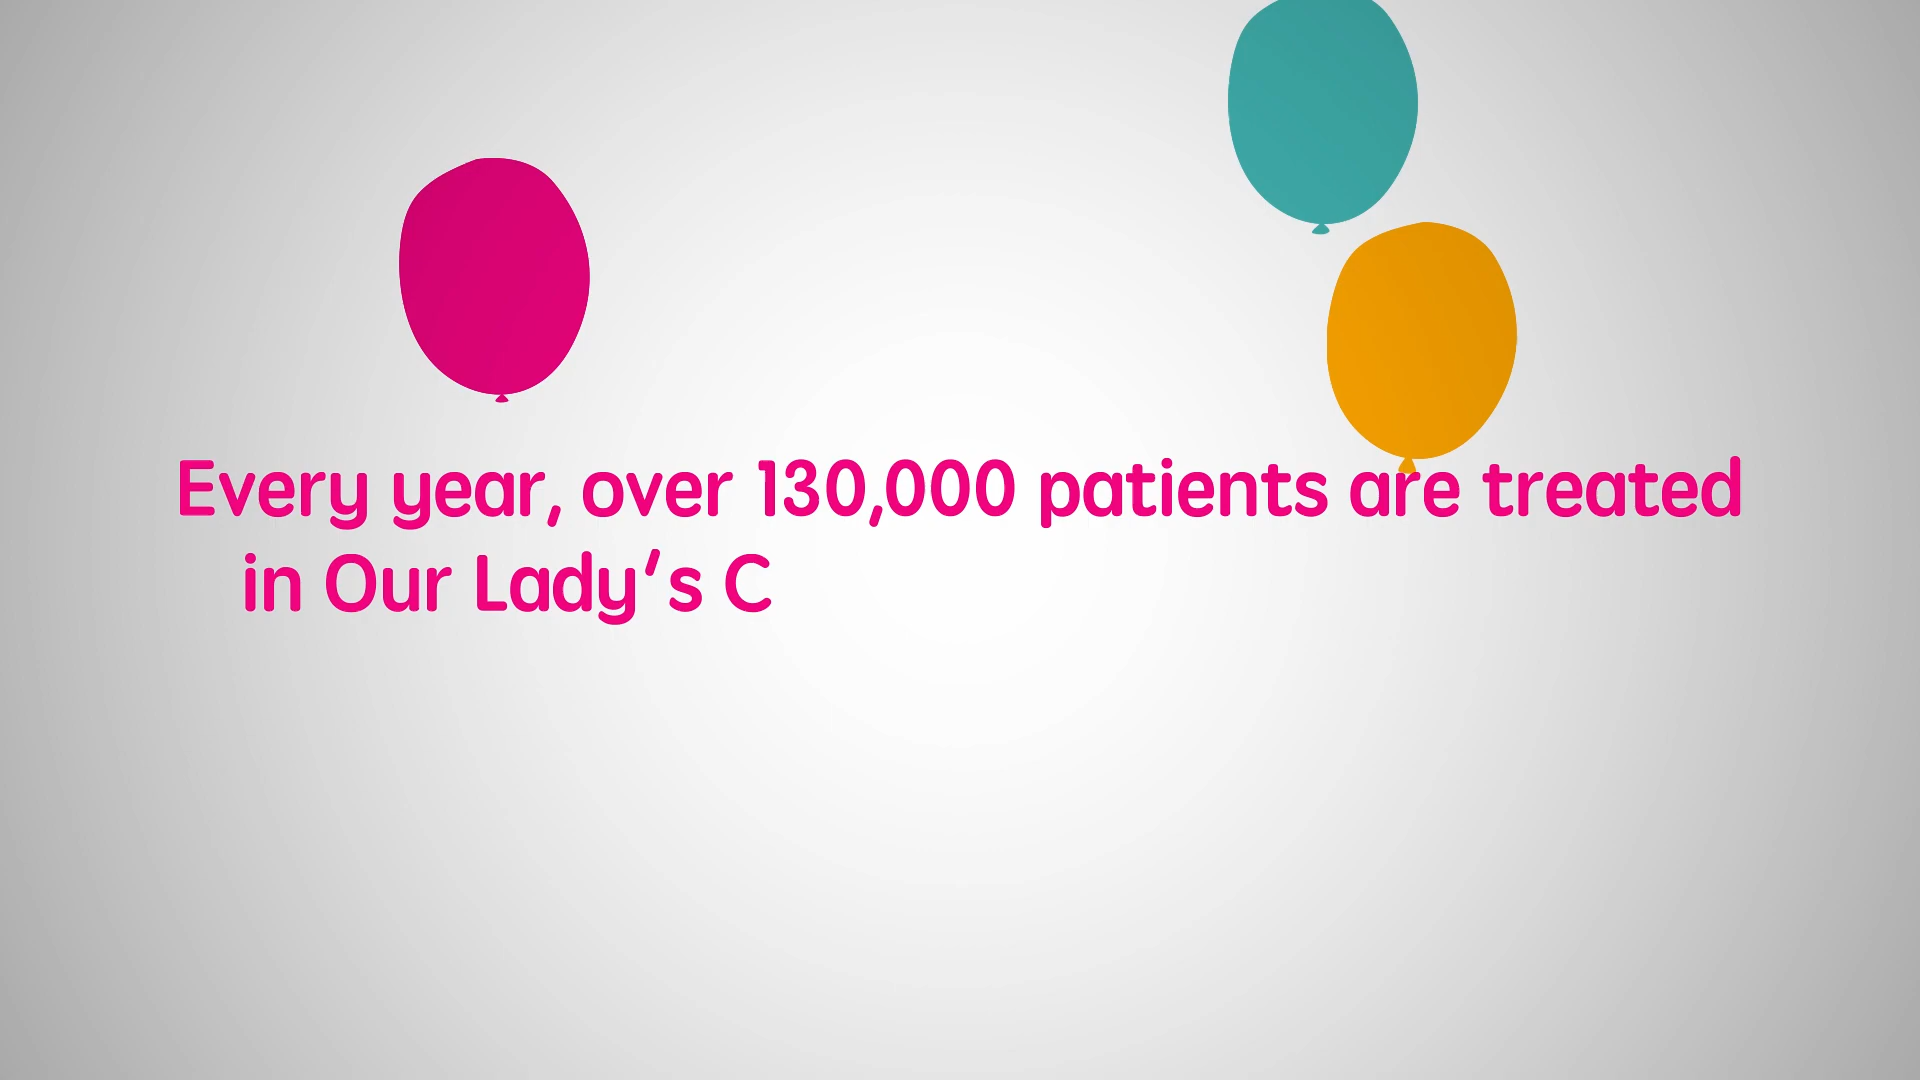 Every year, over 130,000 patients are treated
in Our Lady's C